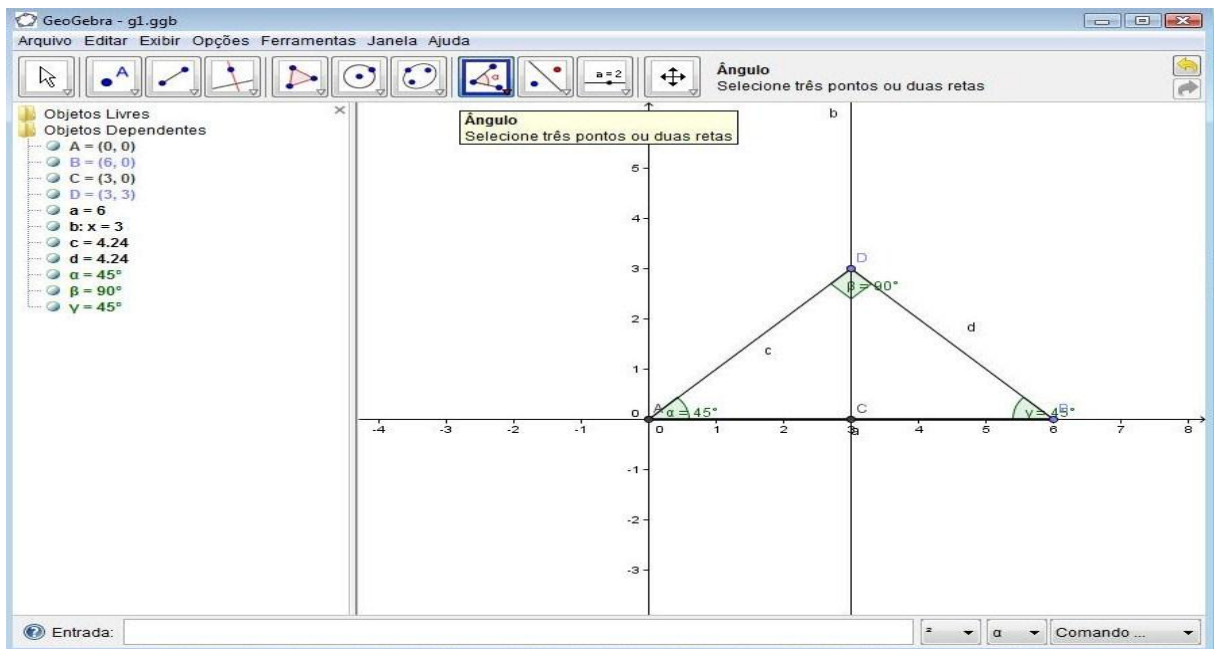 GeoGebra - g1.ggb
Arquivo Editar Exibir Opções Ferramentas Janela Ajuda
A
α
a = 2
Ângulo
Selecione três pontos ou duas retas
Objetos Livres
Objetos Dependentes
A = (0, 0)
B = (6, 0)
C = (3, 0)
D = (3, 3)
a = 6
b: x = 3
c = 4.24
d = 4.24
α = 45°
β = 90°
γ = 45°
Ângulo
Selecione três pontos ou duas retas
b
5
4
3
D
β = 90°
2
d
c
1
0
A
α = 45°
C
γ = 45°
B
-4 -3 -2 -1 0 1 2 3 4 5 6 7 8
a
-1
-2
-3
Entrada:
²
α
Comando ...